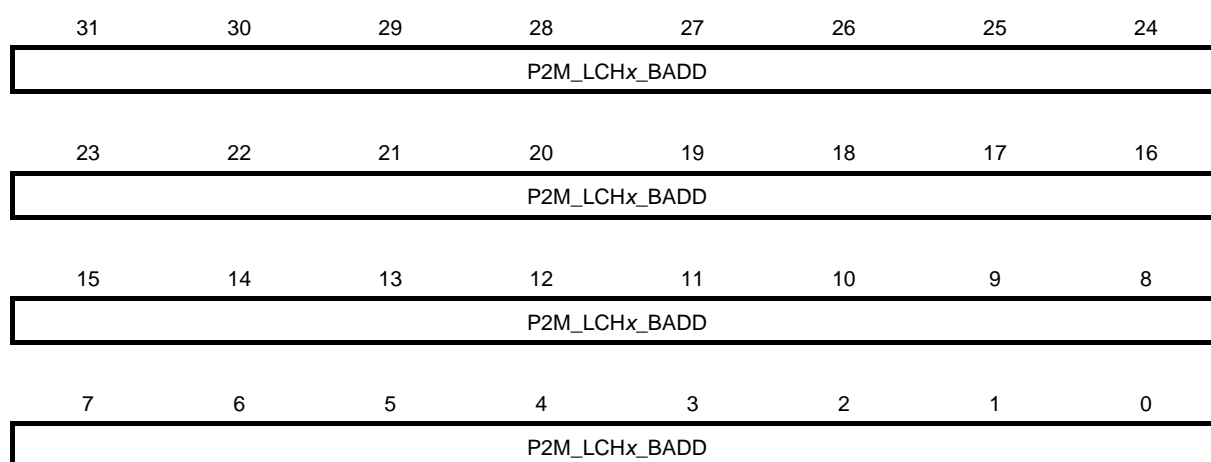 31 30 29 28 27 26 25 24
P2M_LCHx_BADD
23 22 21 20 19 18 17 16
P2M_LCHx_BADD
15 14 13 12 11 10 9 8
P2M_LCHx_BADD
7 6 5 4 3 2 1 0
P2M_LCHx_BADD